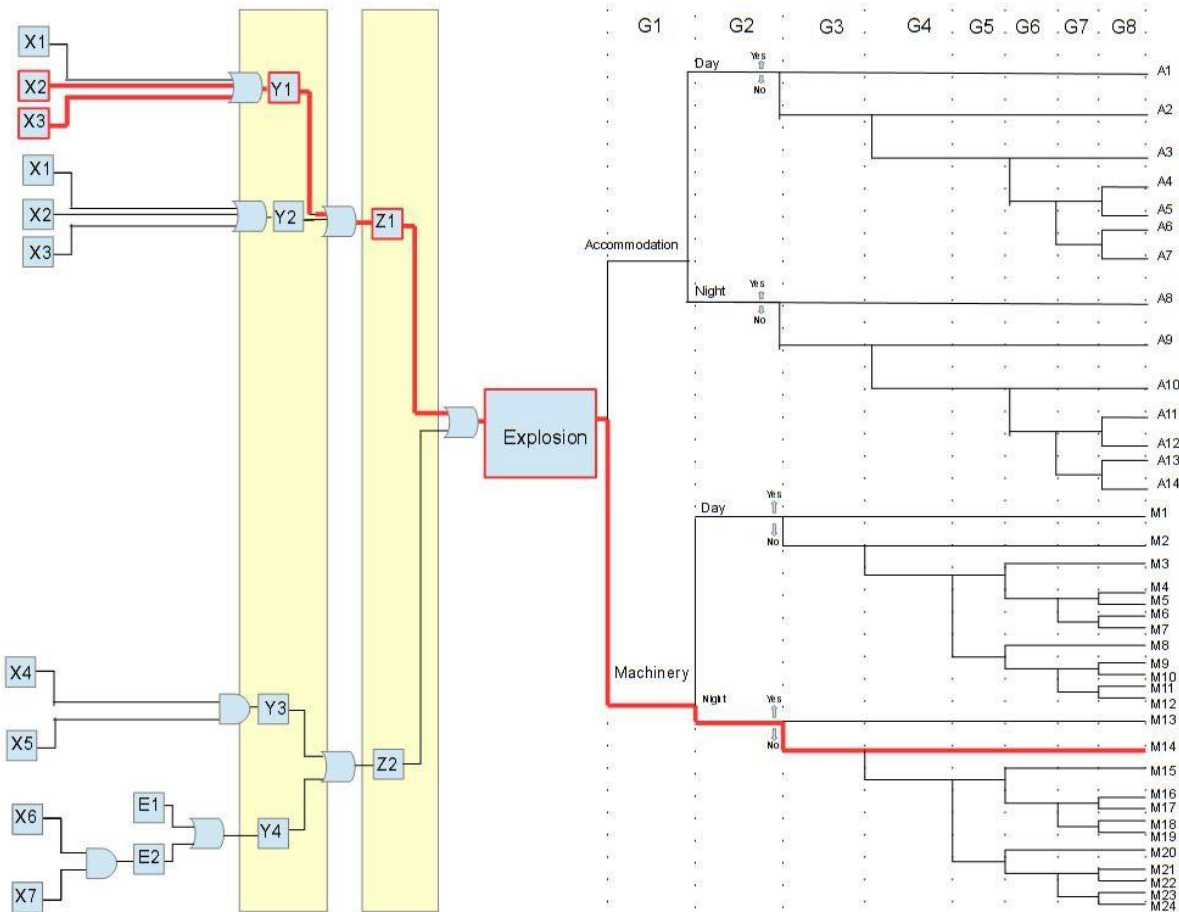 G1 G2 G3 G4 G5 G6 G7 G8
X1
X2
X3
Y1
X1
X2
X3
Y2
Z1
Explosion
X4
X5
Y3
Z2
X6
X7
E1
E2
Y4
Accommodation
Day
Yes
No
Night
Yes
No
Machinery
Day
Yes
No
Night
Yes
No
A1
A2
A3
A4
A5
A6
A7
A8
A9
A10
A11
A12
A13
A14
M1
M2
M3
M4
M5
M6
M7
M8
M9
M10
M11
M12
M13
M14
M15
M16
M17
M18
M19
M20
M21
M22
M23
M24